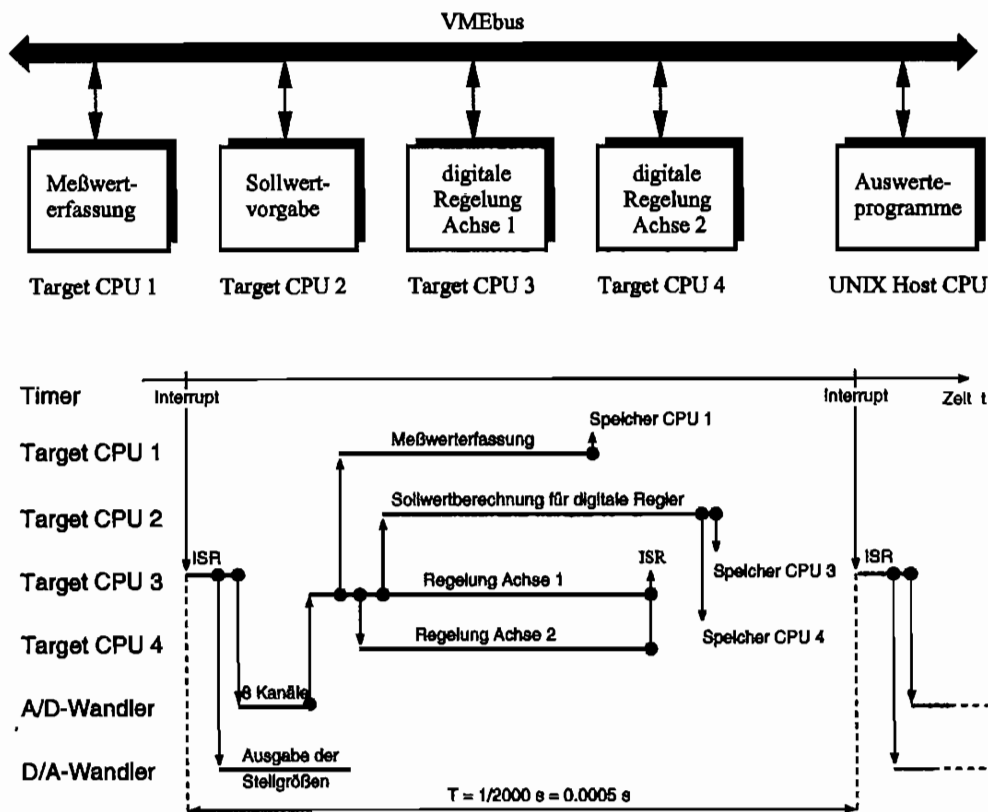 VMEbus
Meßwert-
erfassung
Sollwert-
vorgabe
digitale
Regelung
Achse 1
digitale
Regelung
Achse 2
Auswerte-
programme
Target CPU 1
Target CPU 2
Target CPU 3
Target CPU 4
UNIX Host CPU
Timer
Interrupt
Interrupt
Zeit t
Target CPU 1
Meßwerterfassung
Speicher CPU 1
Target CPU 2
Sollwertberechnung für digitale Regler
Target CPU 3
ISR
Regelung Achse 1
ISR
Speicher CPU 3
ISR
Target CPU 4
Regelung Achse 2
Speicher CPU 4
A/D-Wandler
8 Kanäle
D/A-Wandler
Ausgabe der
Stellgrößen
T = 1/2000 s = 0.0005 s